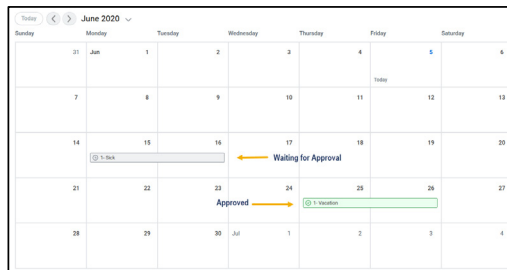 Today June 2020
Sunday Monday Tuesday Wednesday Thursday Friday Saturday
31 Jun 1 2 3 4 5 6
Today
7 8 9 10 11 12 13
14 15 16 17 18 19 20
1- Sick Waiting for Approval
21 22 23 24 25 26 27
Approved 1- Vacation
28 29 30 Jul 1 2 3 4